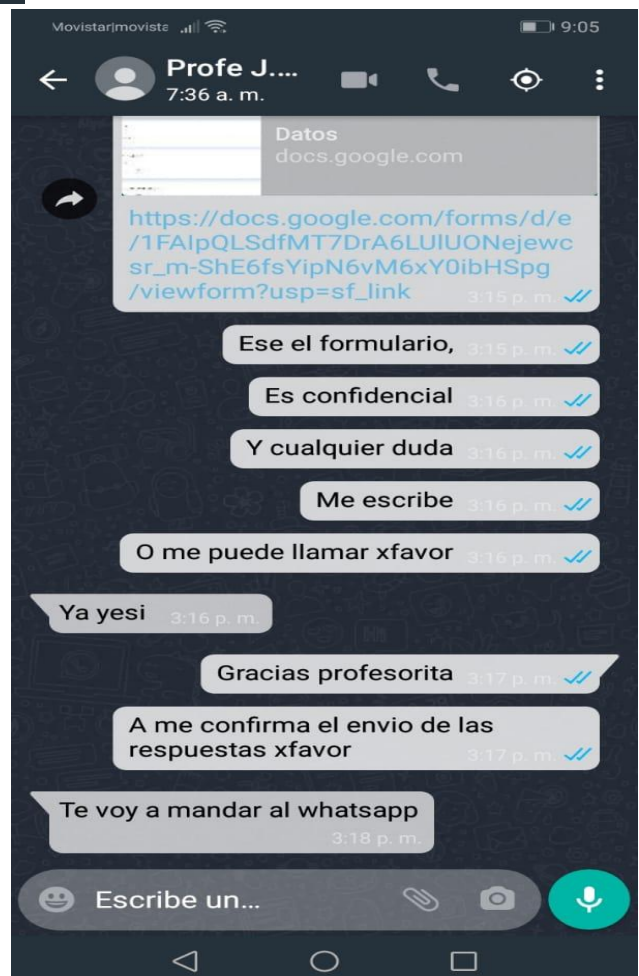 Movistar|movista
9:05
Profe J....
7:36 a. m.
Datos
docs.google.com
https://docs.google.com/forms/d/e
/1FAIpQLSdfMT7DrA6LUlUONejewc
sr_m-ShE6fsYipN6vM6xY0ibHSpg
/viewform?usp=sf_link
3:15 p. m.
Ese el formulario,
3:15 p. m.
Es confidencial
3:16 p. m.
Y cualquier duda
3:16 p. m.
Me escribe
3:16 p. m.
O me puede llamar xfavor
3:16 p. m.
Ya yesi
3:16 p. m.
Gracias profesorita
3:17 p. m.
A me confirma el envio de las
respuestas xfavor
3:17 p. m.
Te voy a mandar al whatsapp
3:18 p. m.
Escribe un...